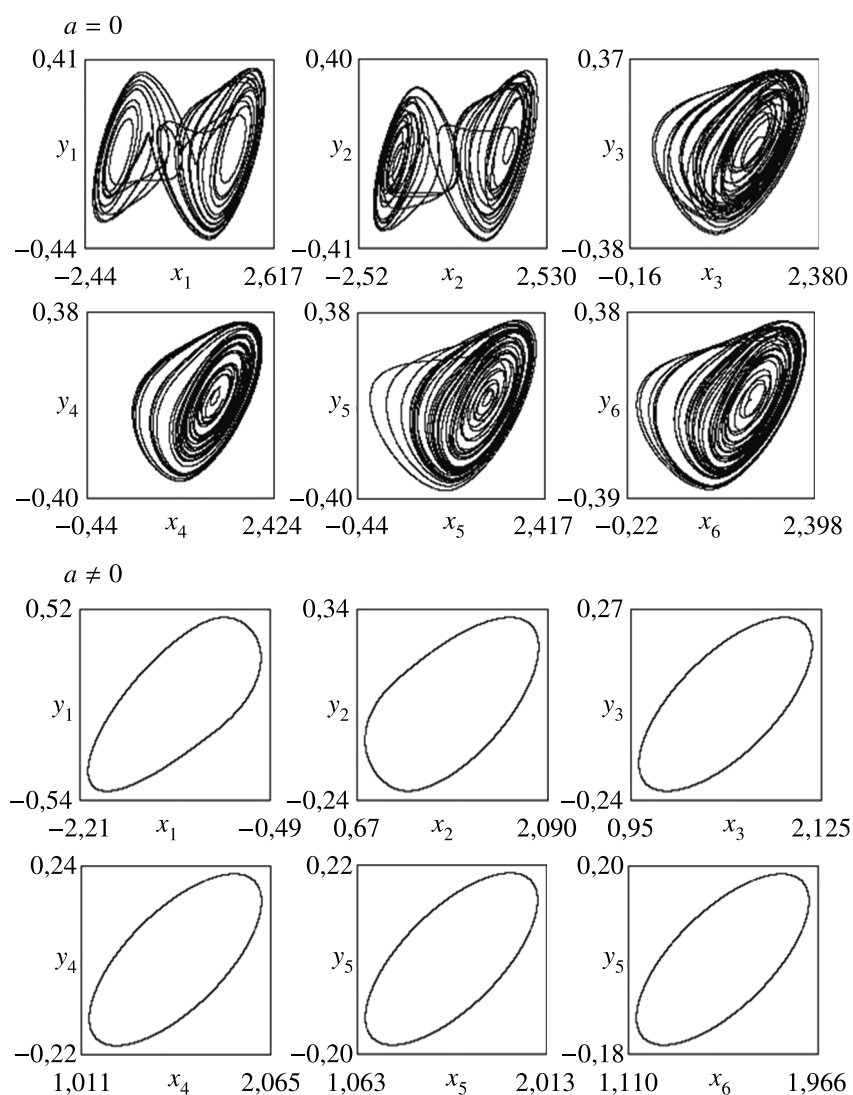 a = 0
0,41 0,40 0,37
y₁ y₂ y₃
−0,44 −0,41 −0,38
−2,44 x₁ 2,617 −2,52 x₂ 2,530 −0,16 x₃ 2,380
0,38 0,38 0,38
y₄ y₅ y₆
−0,40 −0,40 −0,39
−0,44 x₄ 2,424 −0,44 x₅ 2,417 −0,22 x₆ 2,398
a ≠ 0
0,52 0,34 0,27
y₁ y₂ y₃
−0,54 −0,24 −0,24
−2,21 x₁ −0,49 0,67 x₂ 2,090 0,95 x₃ 2,125
0,24 0,22 0,20
y₄ y₅ y₅
−0,22 −0,20 −0,18
1,011 x₄ 2,065 1,063 x₅ 2,013 1,110 x₆ 1,966